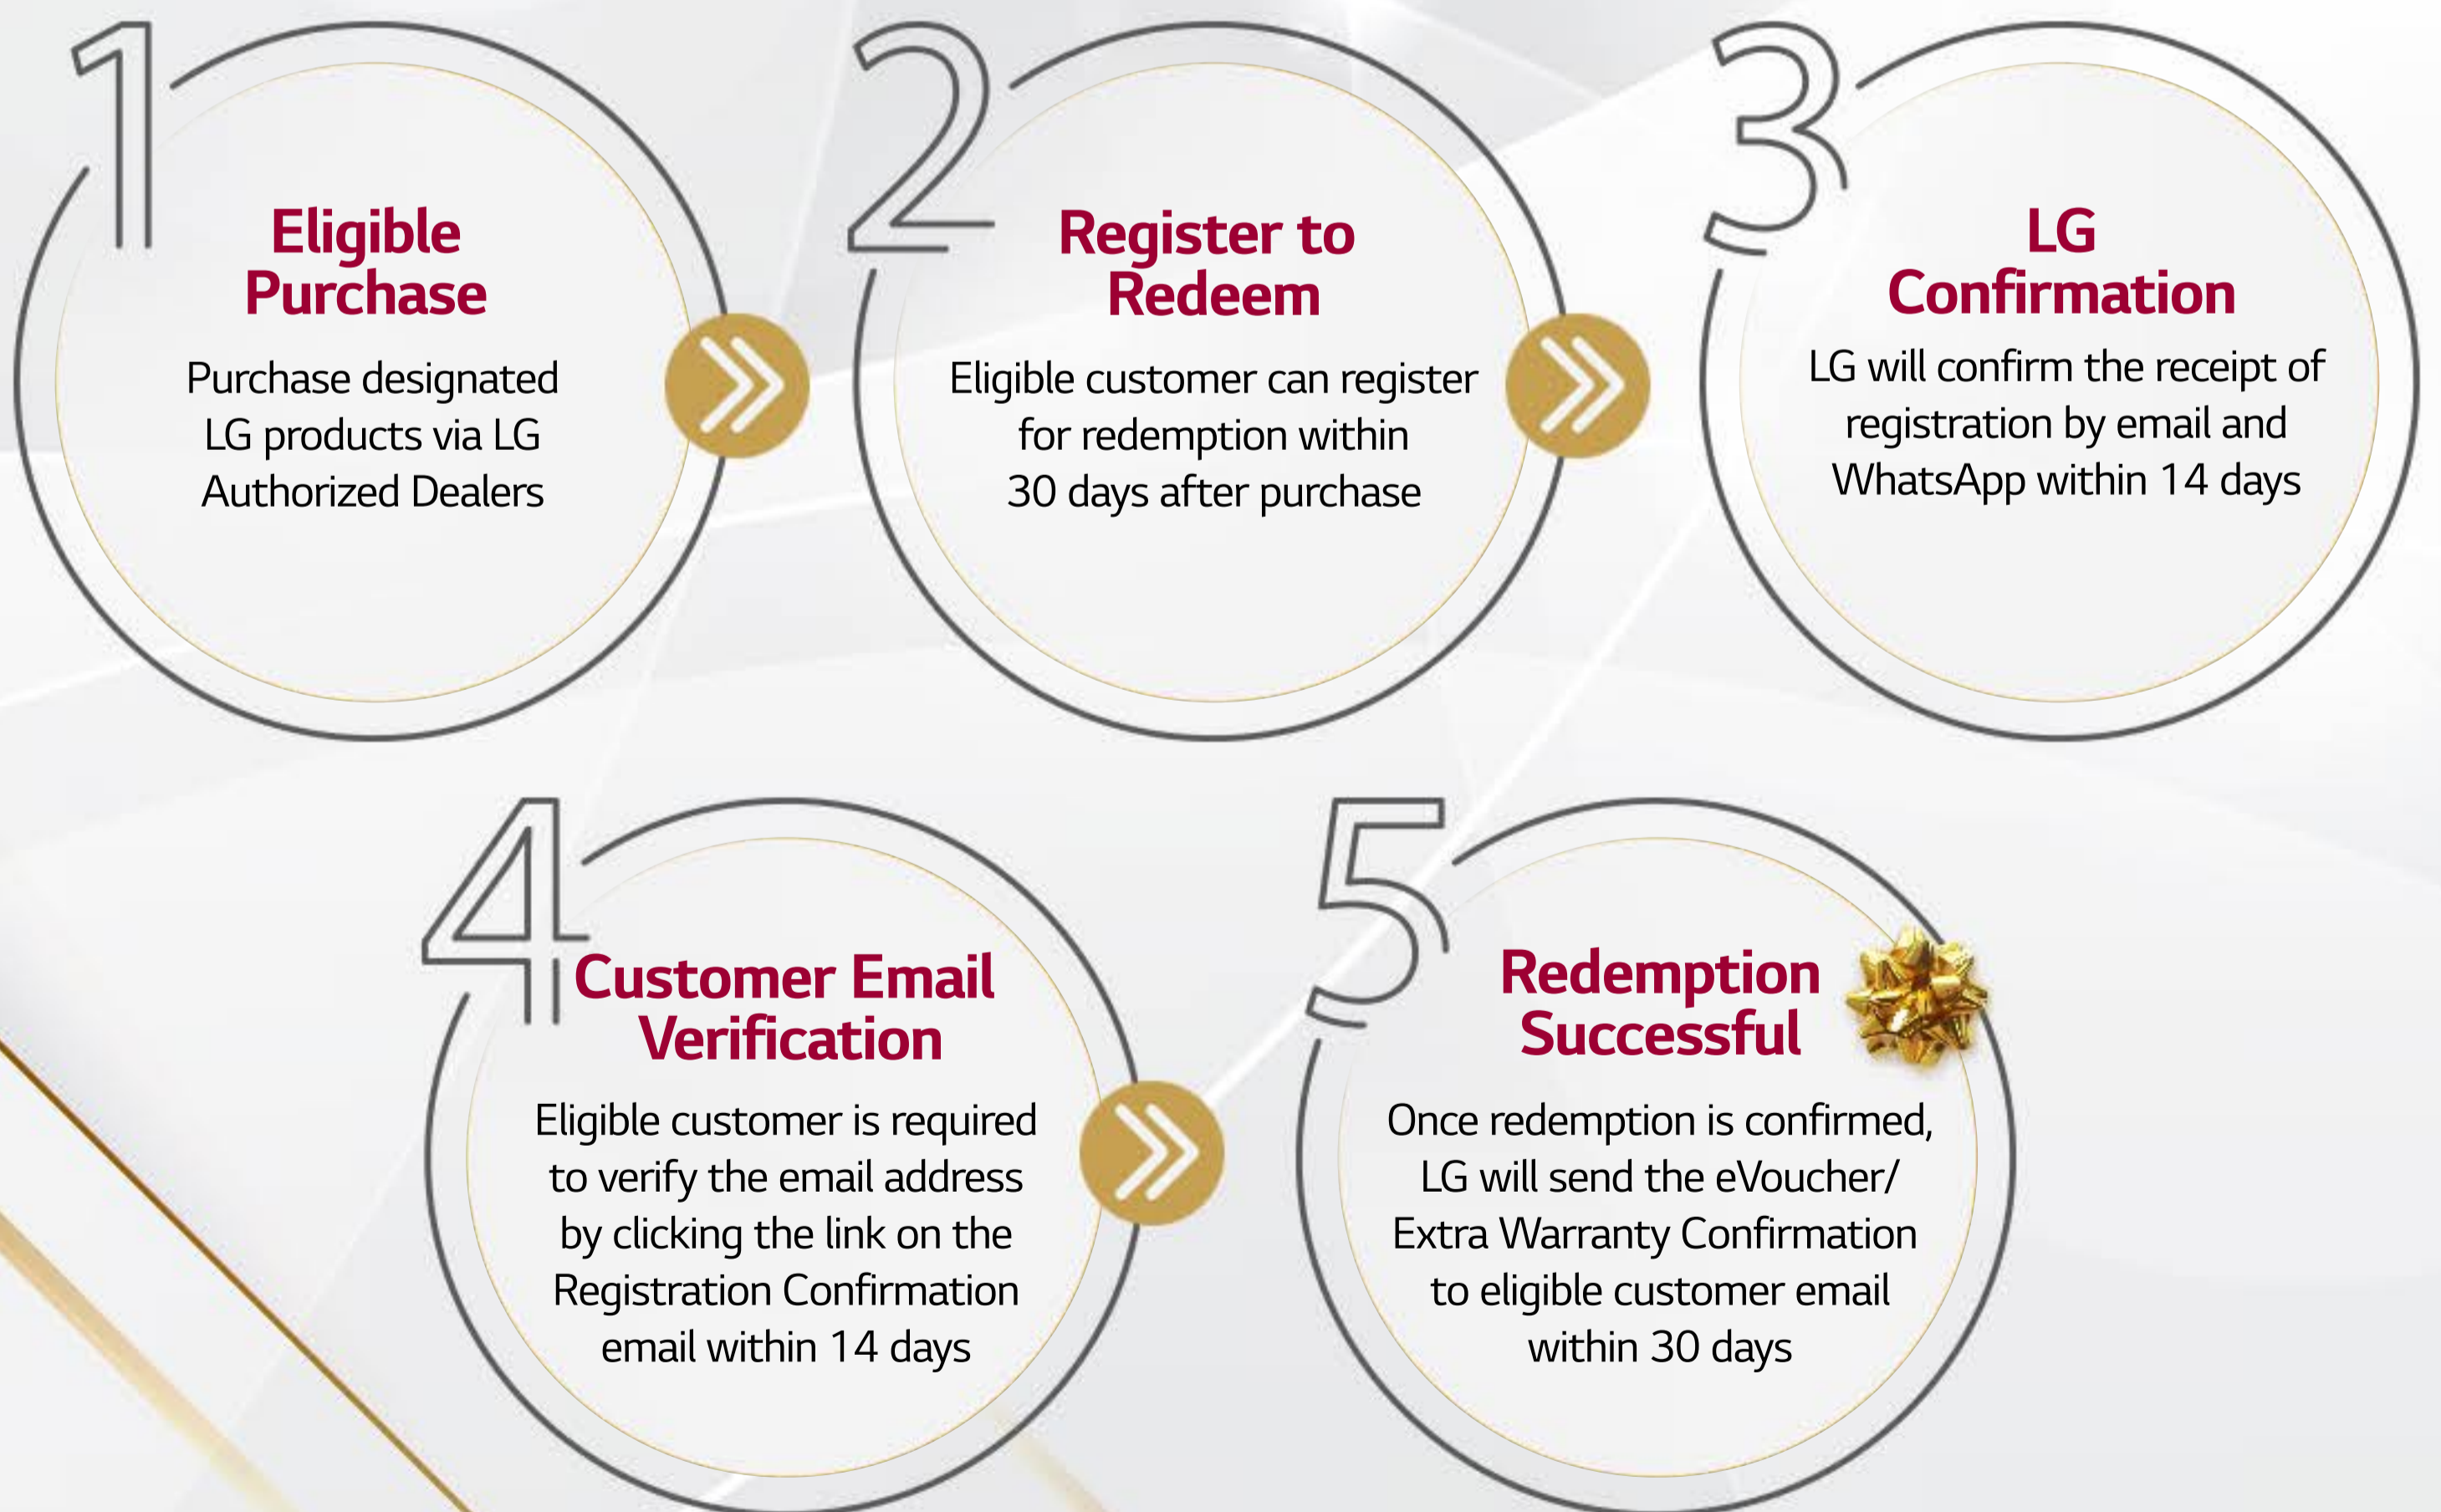 1
Eligible
Purchase
Purchase designated
LG products via LG
Authorized Dealers
2
Register to
Redeem
Eligible customer can register
for redemption within
30 days after purchase
3
LG
Confirmation
LG will confirm the receipt of
registration by email and
WhatsApp within 14 days
4
Customer Email
Verification
Eligible customer is required
to verify the email address
by clicking the link on the
Registration Confirmation
email within 14 days
5
Redemption
Successful
Once redemption is confirmed,
LG will send the eVoucher/
Extra Warranty Confirmation
to eligible customer email
within 30 days